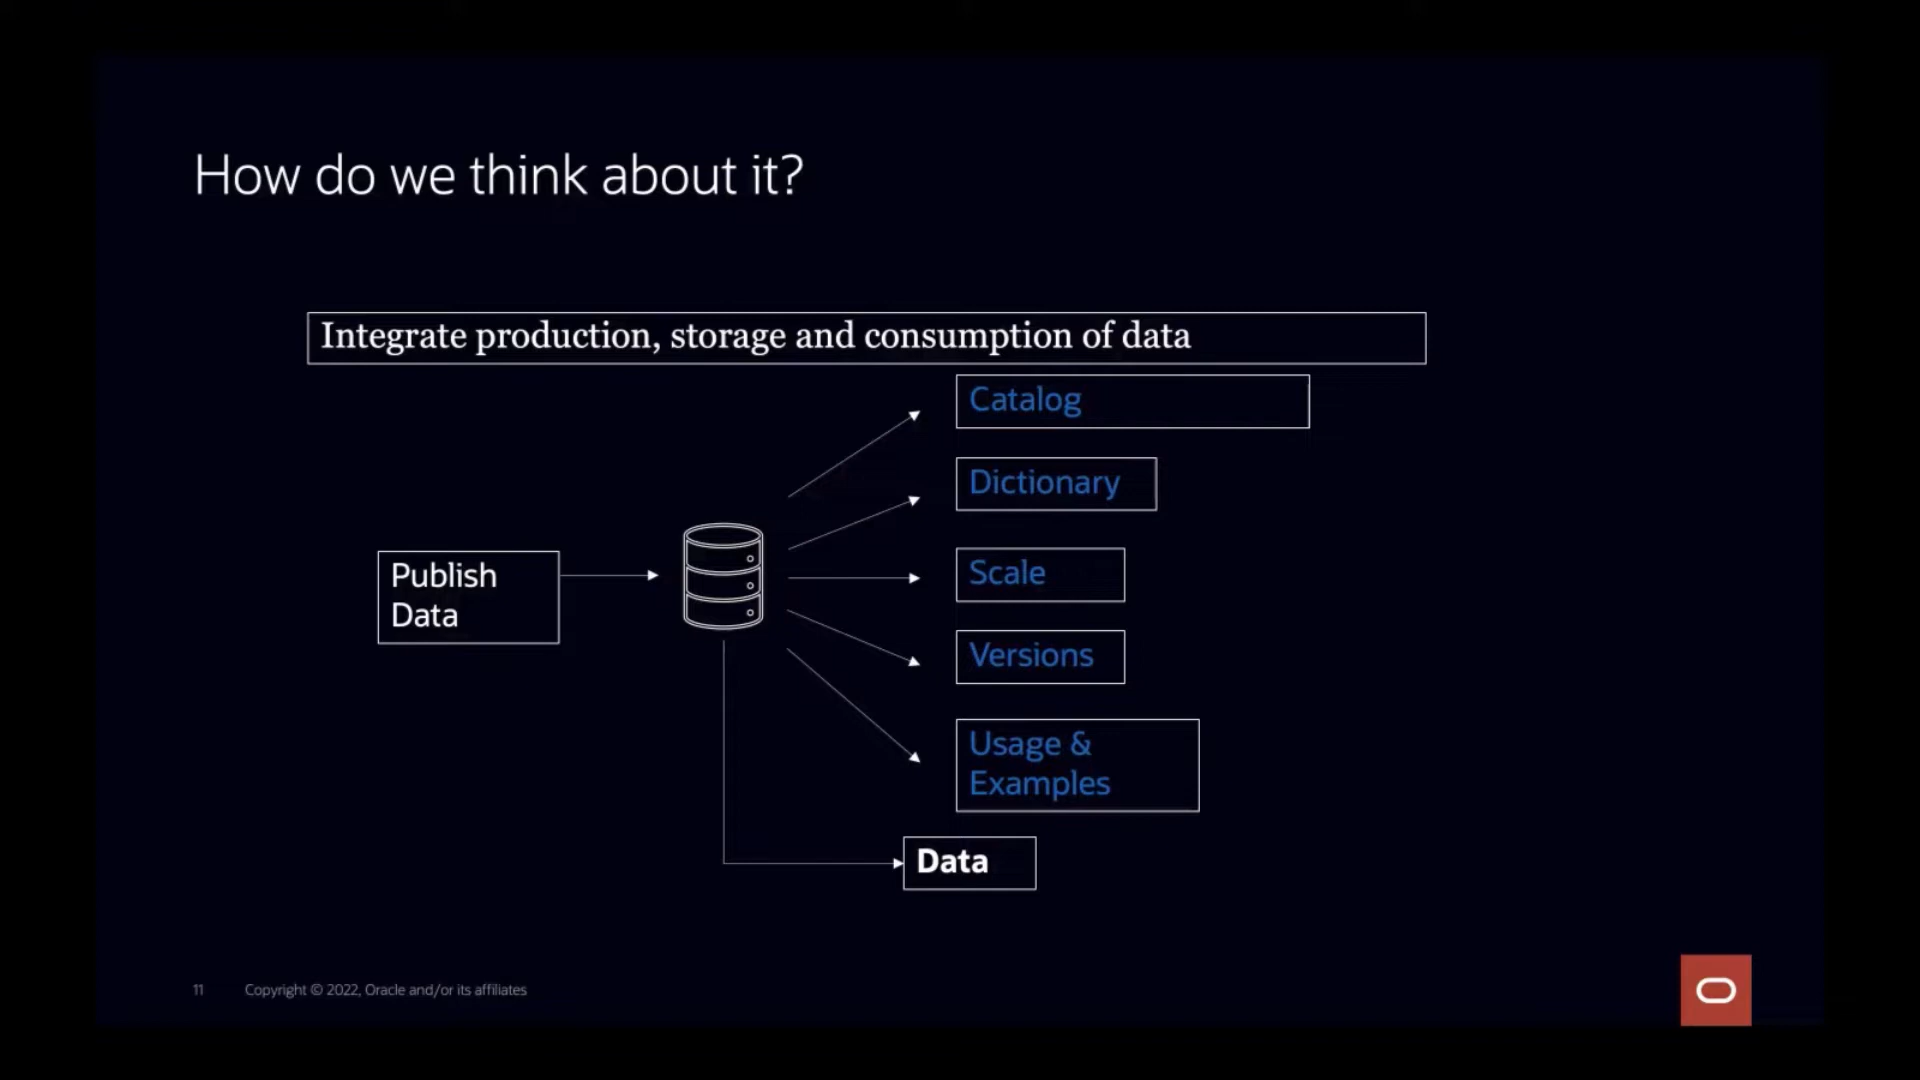 How do we think about it?
Integrate production, storage and consumption of data
Catalog
Dictionary
Publish
Data
Scale
Versions
Usage &
Examples
Data
11
Copyright © 2022, Oracle and/or its affiliates